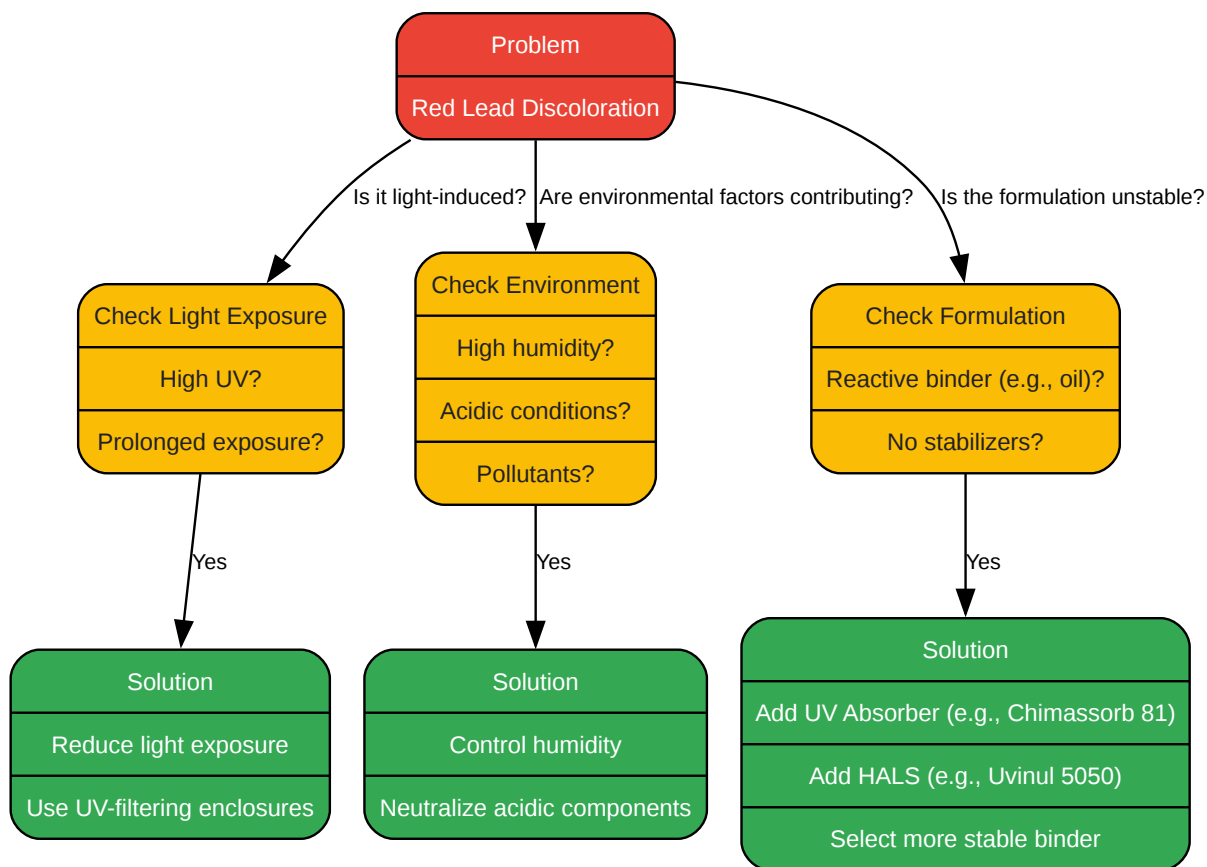 Problem
Red Lead Discoloration
Is it light-induced?
Are environmental factors contributing?
Is the formulation unstable?
Check Light Exposure
High UV?
Prolonged exposure?
Check Environment
High humidity?
Acidic conditions?
Pollutants?
Check Formulation
Reactive binder (e.g., oil)?
No stabilizers?
Yes
Yes
Yes
Solution
Reduce light exposure
Use UV-filtering enclosures
Solution
Control humidity
Neutralize acidic components
Solution
Add UV Absorber (e.g., Chimassorb 81)
Add HALS (e.g., Uvinul 5050)
Select more stable binder